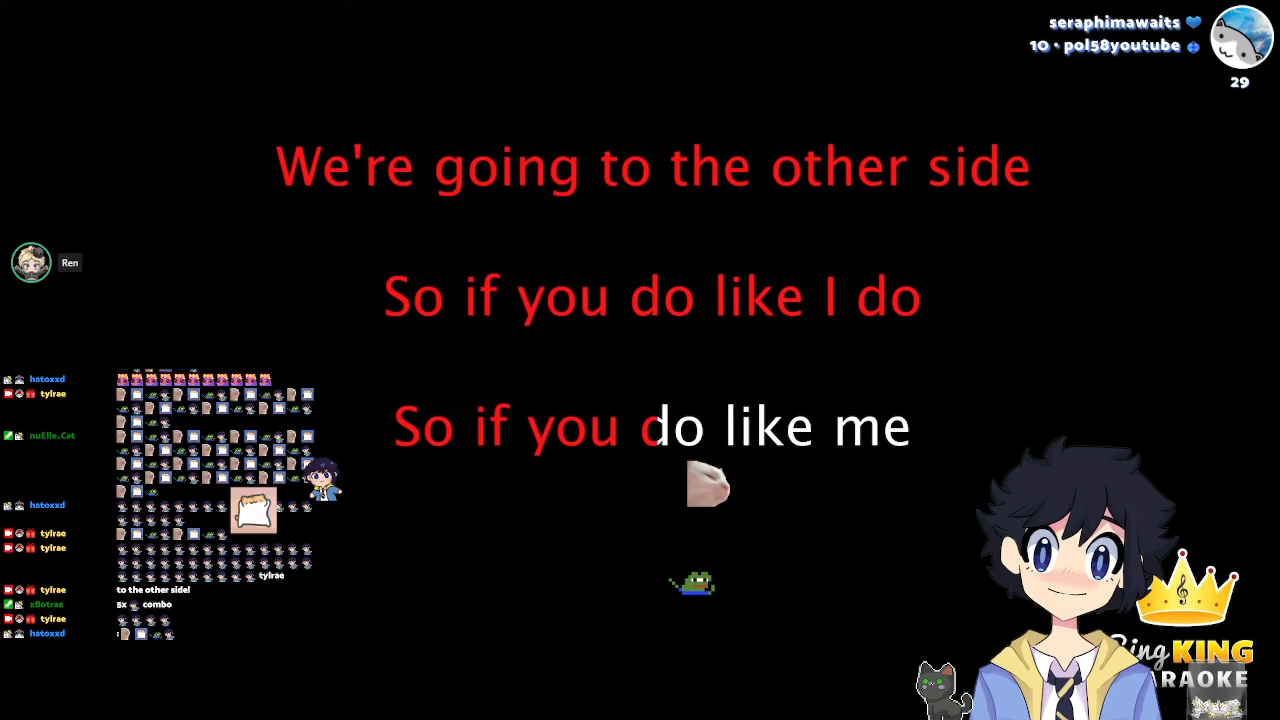 seraphimawaits
10 • pol58youtube
29
We're going to the other side
So if you do like I do
So if you do like me
Ren
hatoxxd
tylrae
nuElle_Cat
hatoxxd
tylrae
tylrae
tylrae
tylrae
to the other side!
xBotrae
5x combo
tylrae
hatoxxd
:
Sing KING
ARAOKE